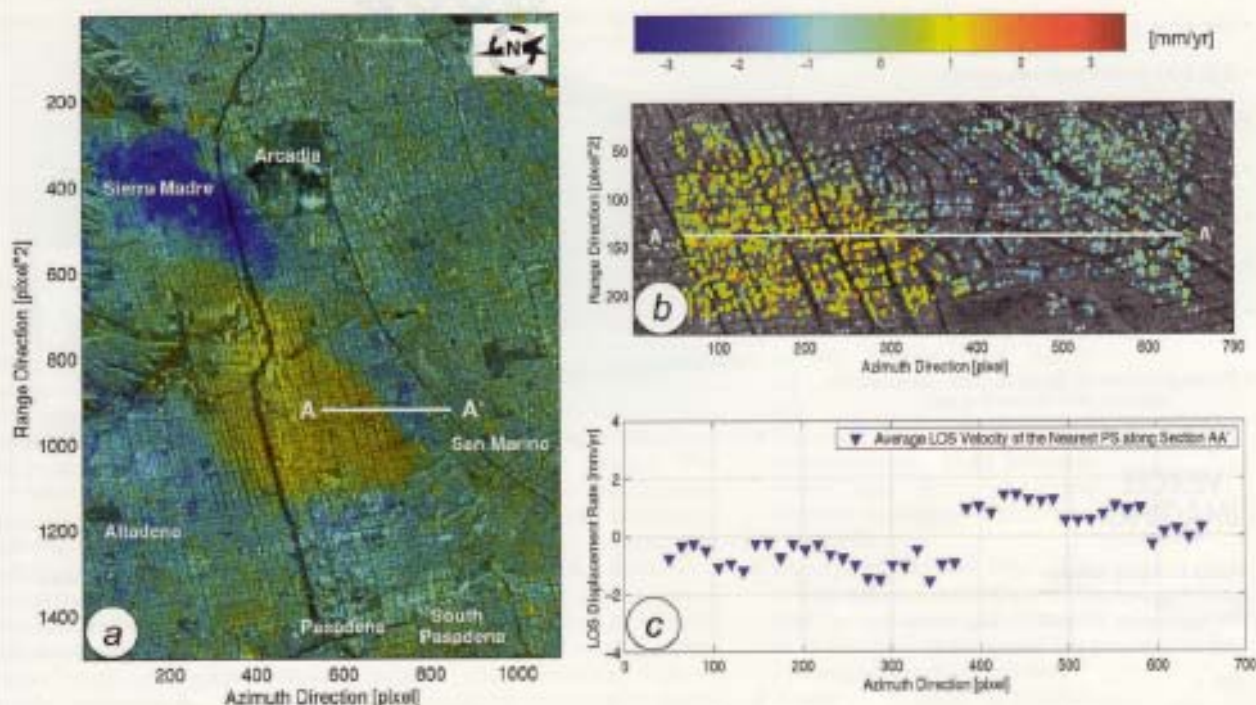 N
Arcadia
Sierra Madre
A A'
San Marino
Altadena
Pasadena
South
Pasadena
a
200
400
600
800
1000
1200
1400
Range Direction [pixel*2]
200 400 600 800 1000
Azimuth Direction [pixel]
-3 -2 -1 0 1 2 3
[mm/yr]
50
100
150
200
Range Direction [pixel*2]
A A'
b
100 200 300 400 500 600 700
Azimuth Direction [pixel]
4
2
0
-2
-4
LOS Displacement Rate [mm/yr]
Average LOS Velocity of the Nearest PS along Section AA'
c
0 100 200 300 400 500 600 700
Azimuth Direction [pixel]